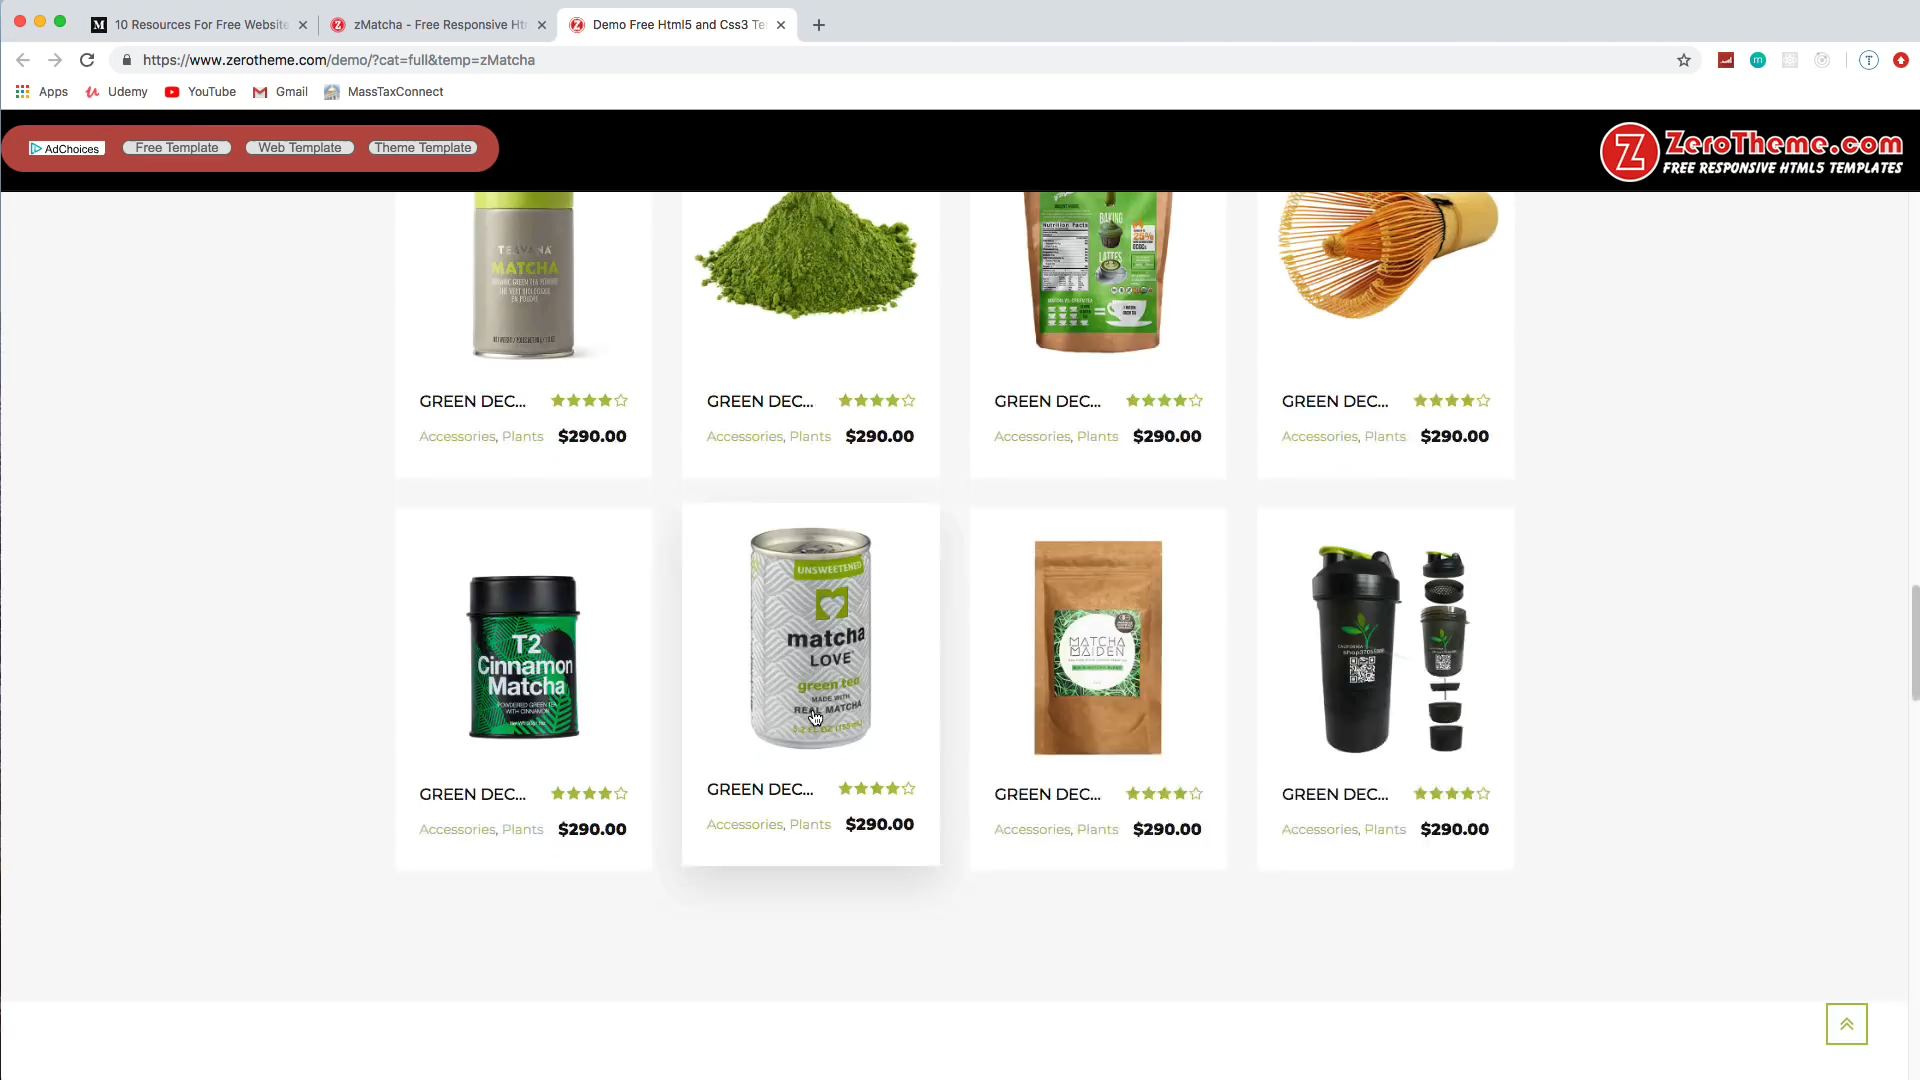 10 Resources For Free Website
zMatcha - Free Responsive Ht
Demo Free Html5 and Css3 Te
https://www.zerotheme.com/demo/?cat=full&temp=zMatcha
Apps
Udemy
YouTube
Gmail
MassTaxConnect
AdChoices
Free Template
Web Template
Theme Template
ZeroTheme.com
FREE RESPONSIVE HTML5 TEMPLATES
TEAVANA
MATCHA
Nutrition Facts
BAKING
25%
LATTES
GREEN DEC...
Accessories, Plants $290.00
GREEN DEC...
Accessories, Plants $290.00
GREEN DEC...
Accessories, Plants $290.00
GREEN DEC...
Accessories, Plants $290.00
T2
Cinnamon
Matcha
POWDERED GREEN TEA
WITH CINNAMON
UNSWEETENED
matcha
LOVE
green tea
MADE WITH
REAL MATCHA
MATCHA
MAIDEN
GREEN DEC...
Accessories, Plants $290.00
GREEN DEC...
Accessories, Plants $290.00
GREEN DEC...
Accessories, Plants $290.00
GREEN DEC...
Accessories, Plants $290.00